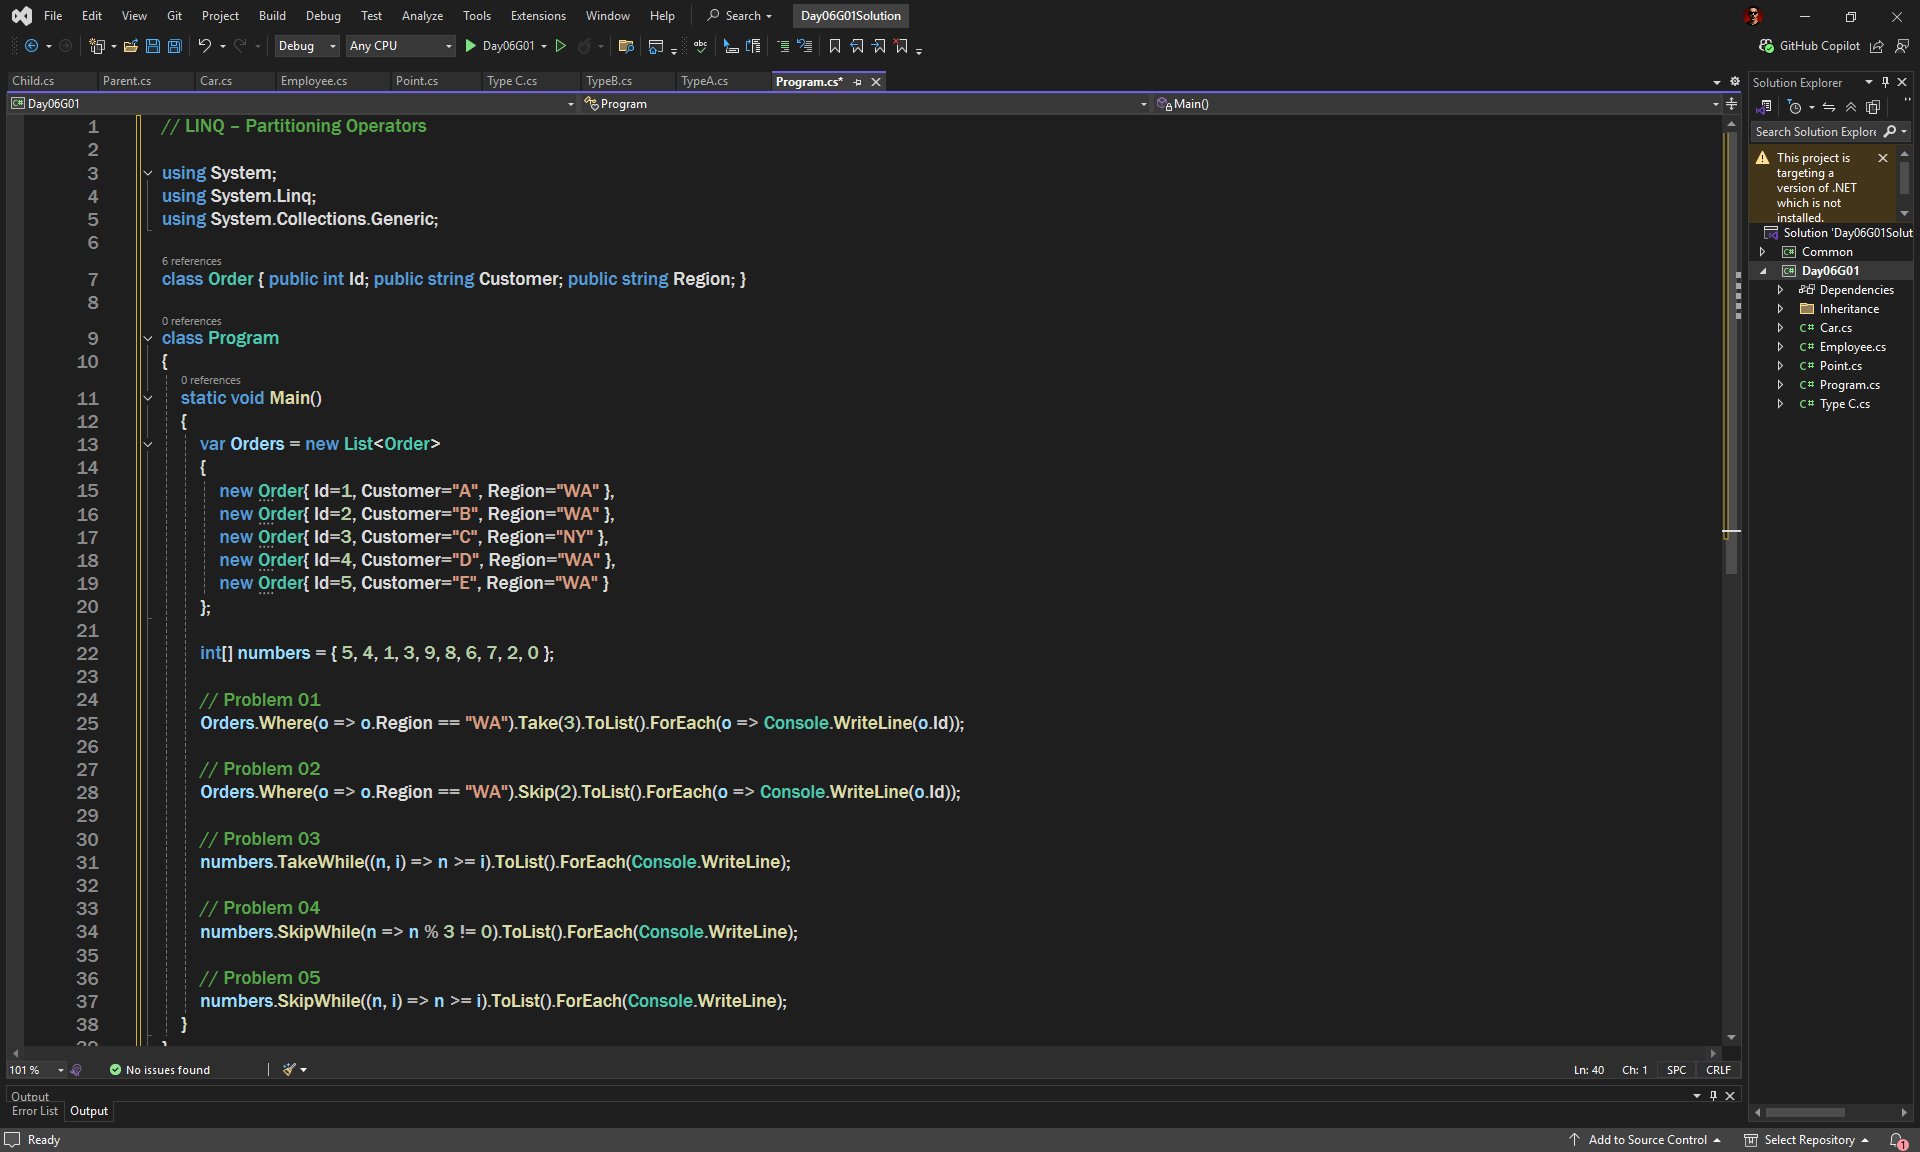 File Edit View Git Project Build Debug Test Analyze Tools Extensions Window Help Search Day06G01Solution
Debug Any CPU Day06G01 GitHub Copilot
Child.cs Parent.cs Car.cs Employee.cs Point.cs Type C.cs TypeB.cs TypeA.cs Program.cs*
Day06G01 Program Main()
1 // LINQ – Partitioning Operators
2
3 using System;
4 using System.Linq;
5 using System.Collections.Generic;
6
6 references
7 class Order { public int Id; public string Customer; public string Region; }
8
0 references
9 class Program
10 {
0 references
11 static void Main()
12 {
13 var Orders = new List<Order>
14 {
15 new Order{ Id=1, Customer="A", Region="WA" },
16 new Order{ Id=2, Customer="B", Region="WA" },
17 new Order{ Id=3, Customer="C", Region="NY" },
18 new Order{ Id=4, Customer="D", Region="WA" },
19 new Order{ Id=5, Customer="E", Region="WA" }
20 };
21
22 int[] numbers = { 5, 4, 1, 3, 9, 8, 6, 7, 2, 0 };
23
24 // Problem 01
25 Orders.Where(o => o.Region == "WA").Take(3).ToList().ForEach(o => Console.WriteLine(o.Id));
26
27 // Problem 02
28 Orders.Where(o => o.Region == "WA").Skip(2).ToList().ForEach(o => Console.WriteLine(o.Id));
29
30 // Problem 03
31 numbers.TakeWhile((n, i) => n >= i).ToList().ForEach(Console.WriteLine);
32
33 // Problem 04
34 numbers.SkipWhile(n => n % 3 != 0).ToList().ForEach(Console.WriteLine);
35
36 // Problem 05
37 numbers.SkipWhile((n, i) => n >= i).ToList().ForEach(Console.WriteLine);
38 }
39 }
101 % No issues found Ln: 40 Ch: 1 SPC CRLF
Output
Error List Output
Ready Add to Source Control Select Repository 1
Solution Explorer
Search Solution Explore
This project is
targeting a
version of .NET
which is not
installed.
Solution 'Day06G01Solut
Common
Day06G01
Dependencies
Inheritance
C# Car.cs
C# Employee.cs
C# Point.cs
C# Program.cs
C# Type C.cs